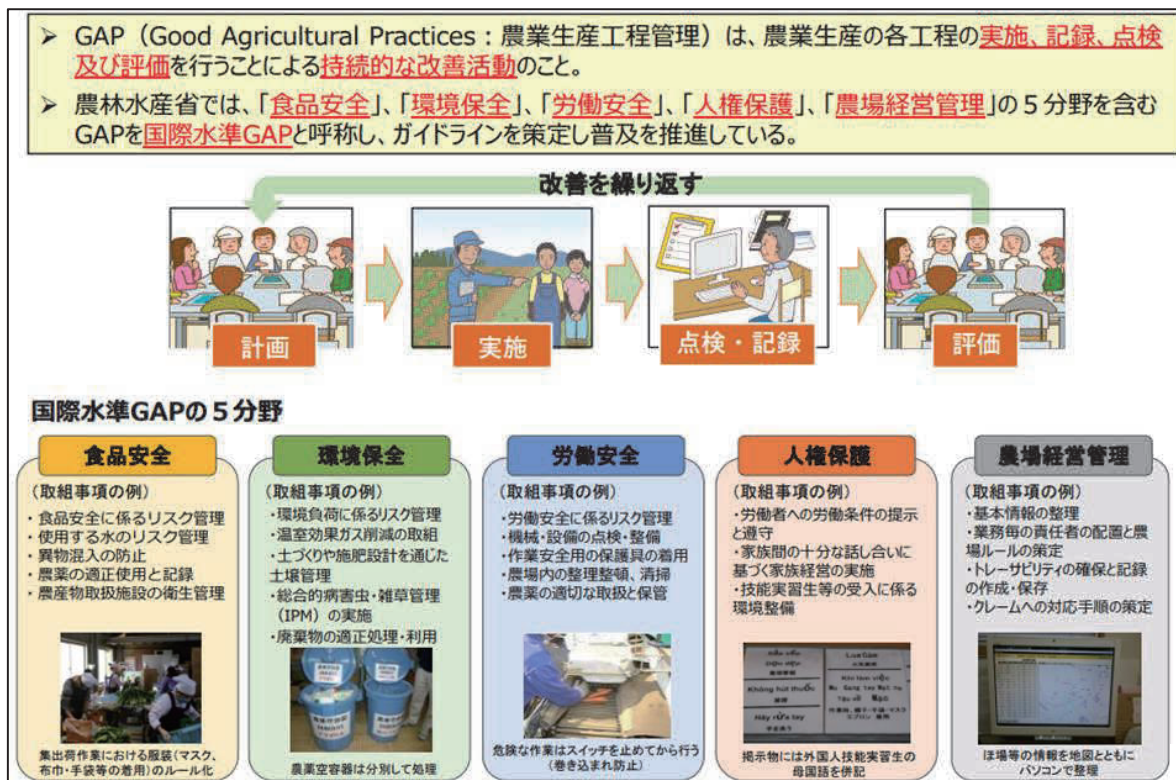 ➢ GAP（Good Agricultural Practices：農業生産工程管理）は、農業生産の各工程の実施、記録、点検
及び評価を行うことによる持続的な改善活動のこと。
➢ 農林水産省では、「食品安全」、「環境保全」、「労働安全」、「人権保護」、「農場経営管理」の５分野を含む
GAPを国際水準GAPと呼称し、ガイドラインを策定し普及を推進している。
改善を繰り返す
計画
実施
点検・記録
評価
国際水準GAPの５分野
食品安全
（取組事項の例）
・食品安全に係るリスク管理
・使用する水のリスク管理
・異物混入の防止
・農薬の適正使用と記録
・農産物取扱施設の衛生管理
集出荷作業における服装（マスク、
布巾・手袋等の着用）のルール化
環境保全
（取組事項の例）
・環境負荷に係るリスク管理
・温室効果ガス削減の取組
・土づくりや施肥設計を通じた
土壌管理
・総合的病害虫・雑草管理
（IPM）の実施
・廃棄物の適正処理・利用
農薬空容器は分別して処理
労働安全
（取組事項の例）
・労働安全に係るリスク管理
・機械・設備の点検・整備
・作業安全用の保護具の着用
・農場内の整理整頓、清掃
・農薬の適切な取扱と保管
危険な作業はスイッチを止めてから行う
（巻き込まれ防止）
人権保護
（取組事項の例）
・労働者への労働条件の提示
と遵守
・家族間の十分な話し合いに
基づく家族経営の実施
・技能実習生等の受入に係る
環境整備
Không hút thuốc
Hãy rửa tay
Khi làm việc
掲示物には外国人技能実習生の
母国語を併記
農場経営管理
（取組事項の例）
・基本情報の整理
・業務毎の責任者の配置と農
場ルールの策定
・トレーサビリティの確保と記録
の作成・保存
・クレームへの対応手順の策定
ほ場等の情報を地図とともに
パソコンで整理